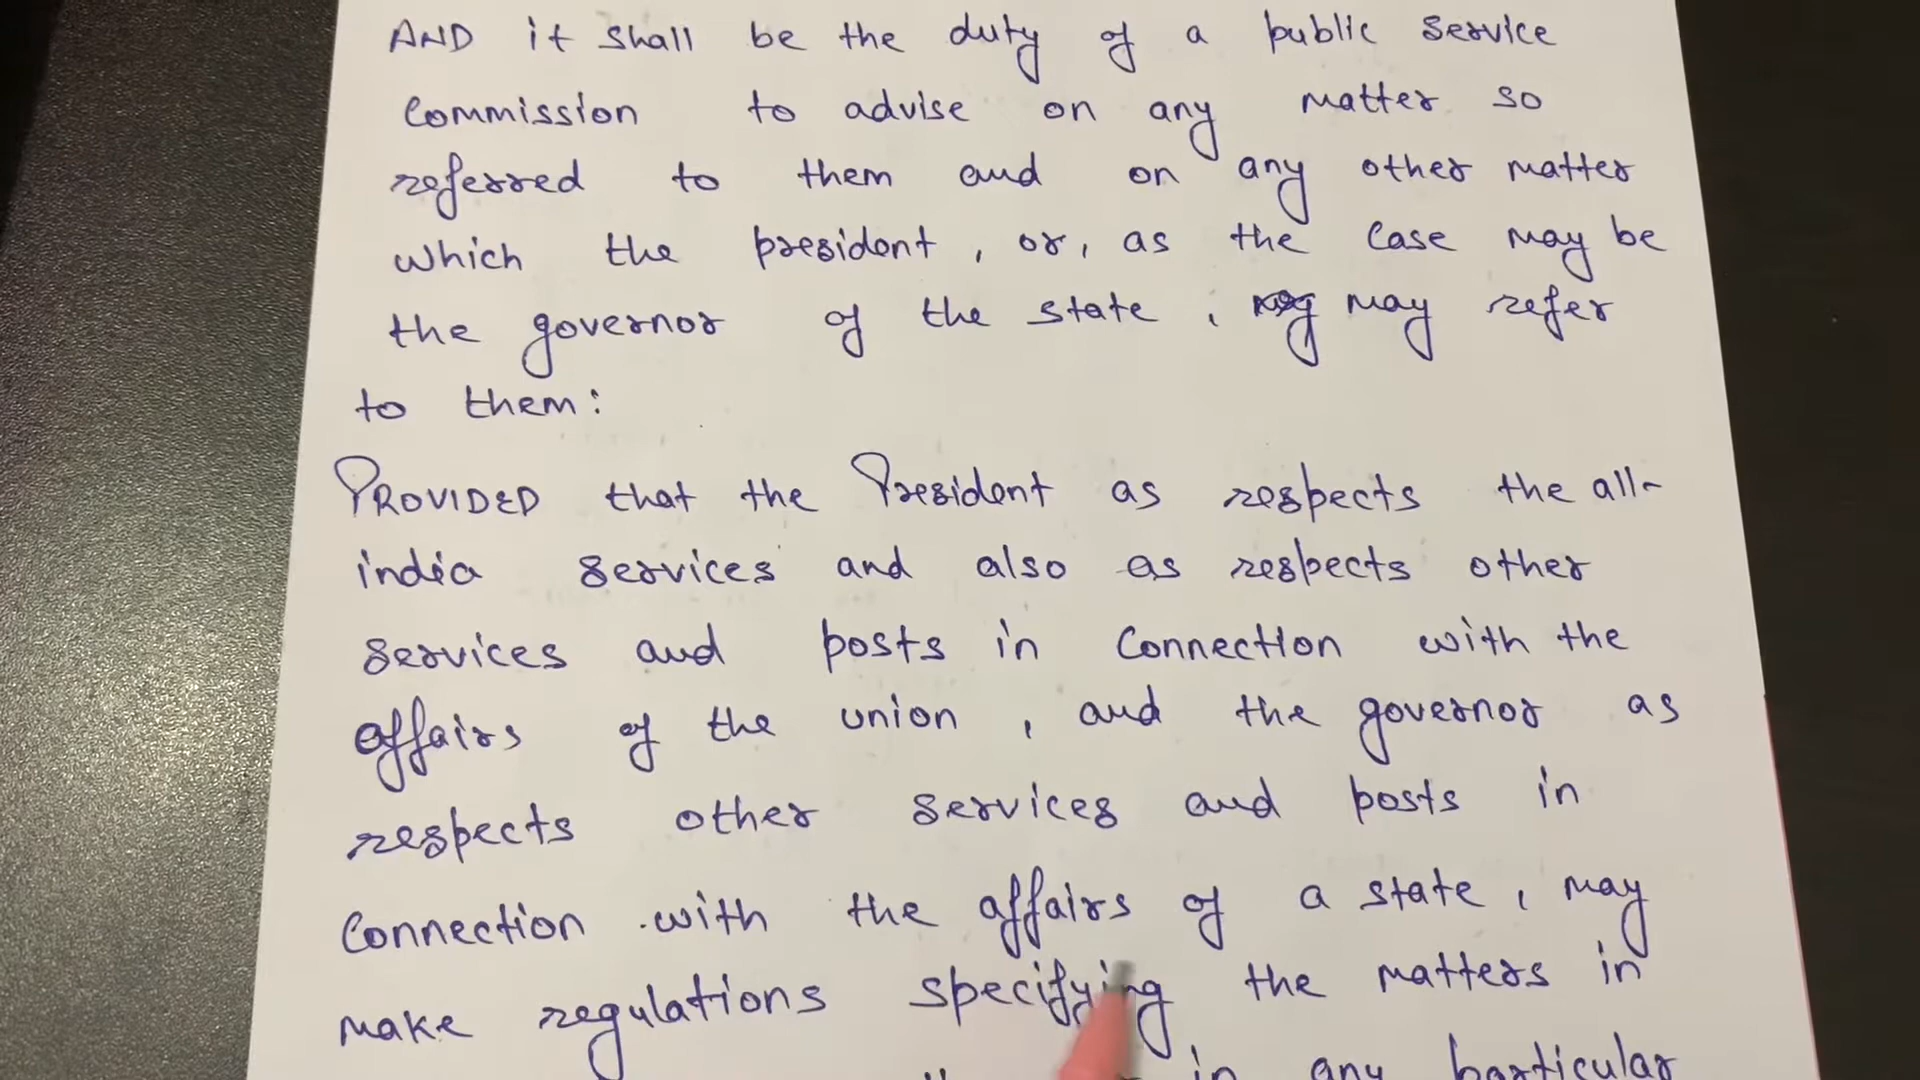 AND it shall be the duty of a public service
Commission to advise on any matter so
referred to them and on any other matter
which the president, or, as the case may be
the governor of the state, may refer
to them:
PROVIDED that the President as respects the all-
india services and also as respects other
services and posts in connection with the
affairs of the union, and the governor as
respects other services and posts in
Connection with the affairs of a state, may
make regulations specifying the matters in
in any particular